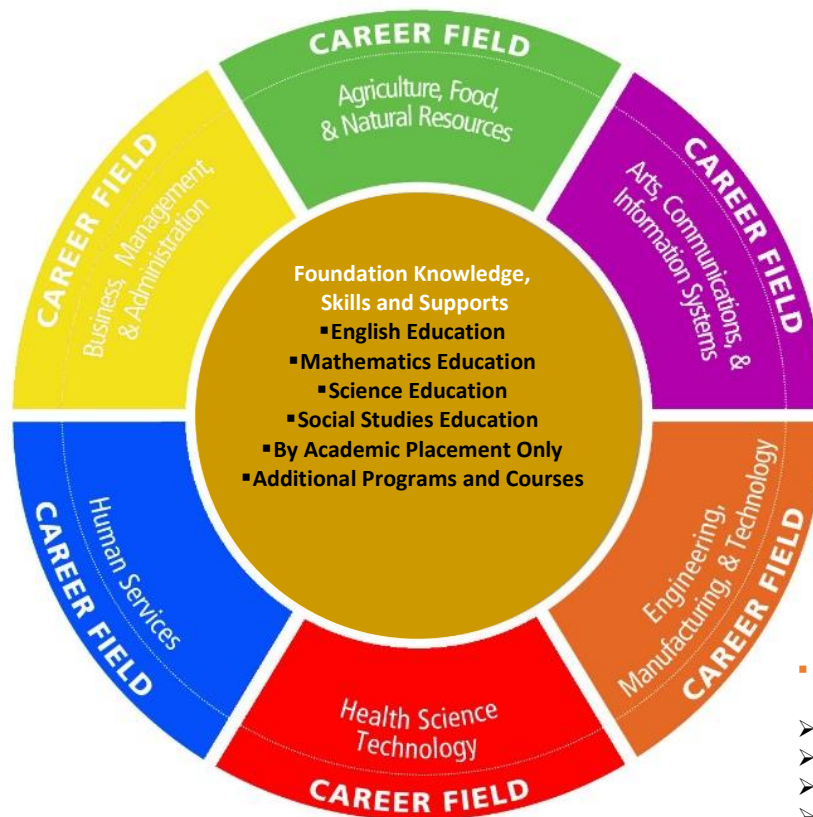 CAREER FIELD
Agriculture, Food,
& Natural Resources
CAREER FIELD
Arts, Communications, &
Information Systems
CAREER FIELD
Engineering,
Manufacturing, & Technology
CAREER FIELD
Health Science
Technology
CAREER FIELD
Human Services
CAREER FIELD
Business, Management,
& Administration
Foundation Knowledge,
Skills and Supports
▪English Education
▪Mathematics Education
▪Science Education
▪Social Studies Education
▪By Academic Placement Only
▪Additional Programs and Courses